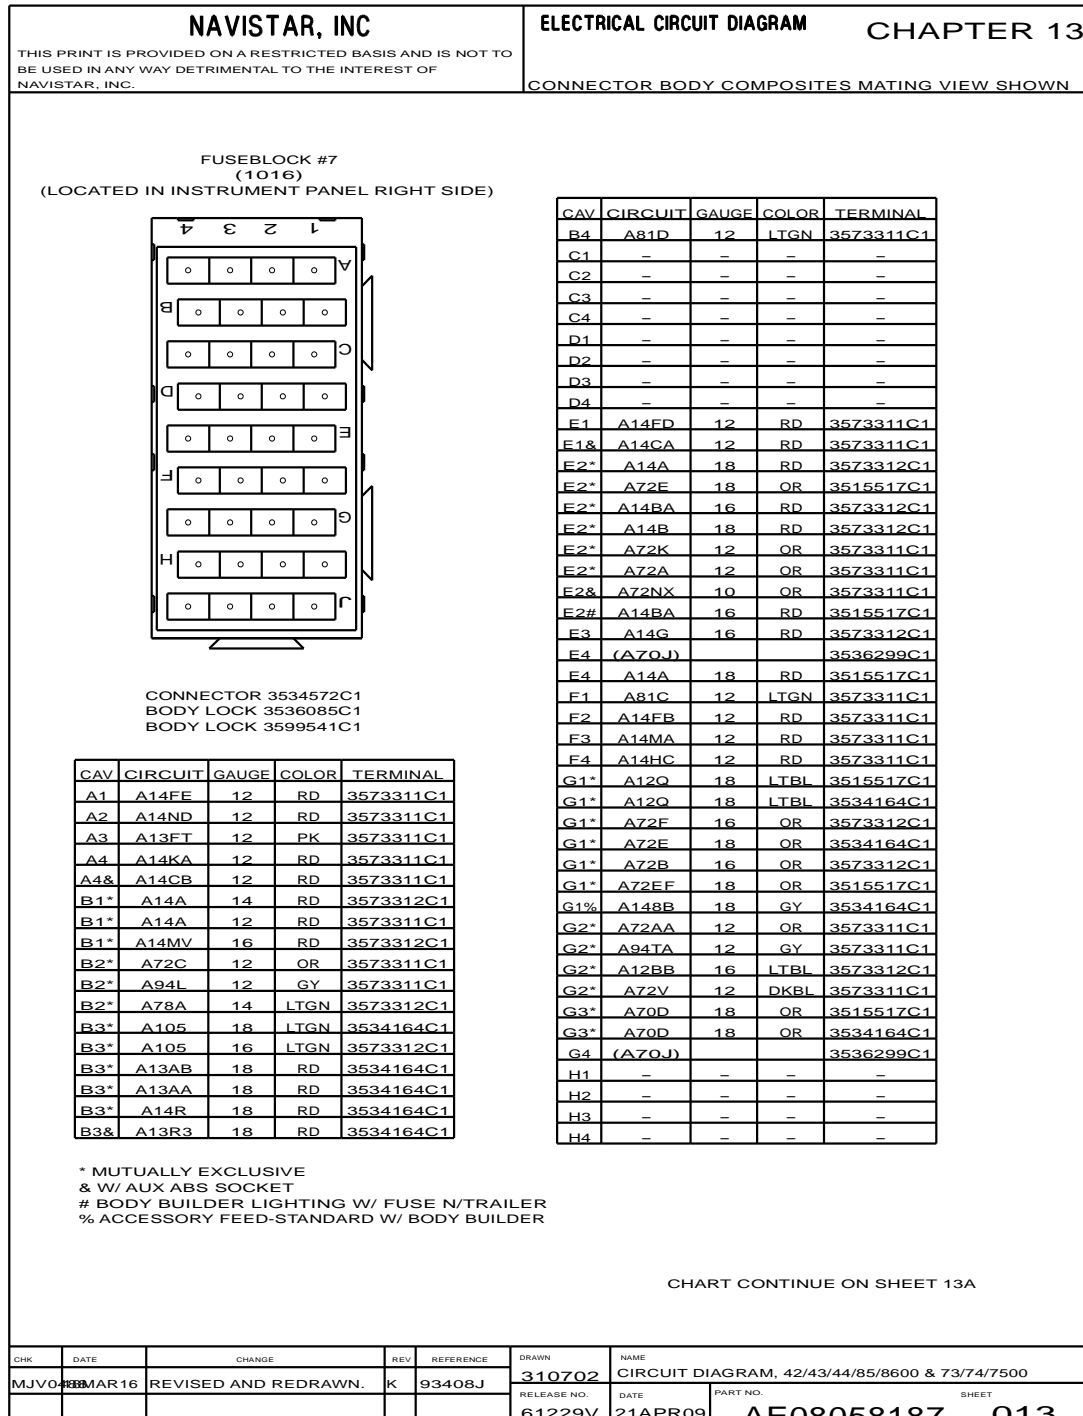 NAVISTAR, INC
THIS PRINT IS PROVIDED ON A RESTRICTED BASIS AND IS NOT TO
BE USED IN ANY WAY DETRIMENTAL TO THE INTEREST OF
NAVISTAR, INC.
ELECTRICAL CIRCUIT DIAGRAM
CHAPTER 13
CONNECTOR BODY COMPOSITES MATING VIEW SHOWN
FUSEBLOCK #7
(1016)
(LOCATED IN INSTRUMENT PANEL RIGHT SIDE)
4 3 2 1
A
B
C
D
E
F
G
H
J
CONNECTOR 3534572C1
BODY LOCK 3536085C1
BODY LOCK 3599541C1
CAV CIRCUIT GAUGE COLOR TERMINAL
A1 A14FE 12 RD 3573311C1
A2 A14ND 12 RD 3573311C1
A3 A13FT 12 PK 3573311C1
A4 A14KA 12 RD 3573311C1
A4& A14CB 12 RD 3573311C1
B1* A14A 14 RD 3573312C1
B1* A14A 12 RD 3573311C1
B1* A14MV 16 RD 3573312C1
B2* A72C 12 OR 3573311C1
B2* A94L 12 GY 3573311C1
B2* A78A 14 LTGN 3573312C1
B3* A105 18 LTGN 3534164C1
B3* A105 16 LTGN 3573312C1
B3* A13AB 18 RD 3534164C1
B3* A13AA 18 RD 3534164C1
B3* A14R 18 RD 3534164C1
B3& A13R3 18 RD 3534164C1
* MUTUALLY EXCLUSIVE
& W/ AUX ABS SOCKET
# BODY BUILDER LIGHTING W/ FUSE N/TRAILER
% ACCESSORY FEED-STANDARD W/ BODY BUILDER
CAV CIRCUIT GAUGE COLOR TERMINAL
B4 A81D 12 LTGN 3573311C1
C1 – – – –
C2 – – – –
C3 – – – –
C4 – – – –
D1 – – – –
D2 – – – –
D3 – – – –
D4 – – – –
E1 A14FD 12 RD 3573311C1
E1& A14CA 12 RD 3573311C1
E2* A14A 18 RD 3573312C1
E2* A72E 18 OR 3515517C1
E2* A14BA 16 RD 3573312C1
E2* A14B 18 RD 3573312C1
E2* A72K 12 OR 3573311C1
E2* A72A 12 OR 3573311C1
E2& A72NX 10 OR 3573311C1
E2# A14BA 16 RD 3515517C1
E3 A14G 16 RD 3573312C1
E4 (A70J) 3536299C1
E4 A14A 18 RD 3515517C1
F1 A81C 12 LTGN 3573311C1
F2 A14FB 12 RD 3573311C1
F3 A14MA 12 RD 3573311C1
F4 A14HC 12 RD 3573311C1
G1* A12Q 18 LTBL 3515517C1
G1* A12Q 18 LTBL 3534164C1
G1* A72F 16 OR 3573312C1
G1* A72E 18 OR 3534164C1
G1* A72B 16 OR 3573312C1
G1* A72EF 18 OR 3515517C1
G1% A148B 18 GY 3534164C1
G2* A72AA 12 OR 3573311C1
G2* A94TA 12 GY 3573311C1
G2* A12BB 16 LTBL 3573312C1
G2* A72V 12 DKBL 3573311C1
G3* A70D 18 OR 3515517C1
G3* A70D 18 OR 3534164C1
G4 (A70J) 3536299C1
H1 – – – –
H2 – – – –
H3 – – – –
H4 – – – –
CHART CONTINUE ON SHEET 13A
CHK DATE CHANGE REV REFERENCE
REVISED AND REDRAWN. K 93408J
DRAWN
310702
NAME
CIRCUIT DIAGRAM, 42/43/44/85/8600 & 73/74/7500
RELEASE NO.
61229V
DATE
21APR09
PART NO.
AE08058187
SHEET
013